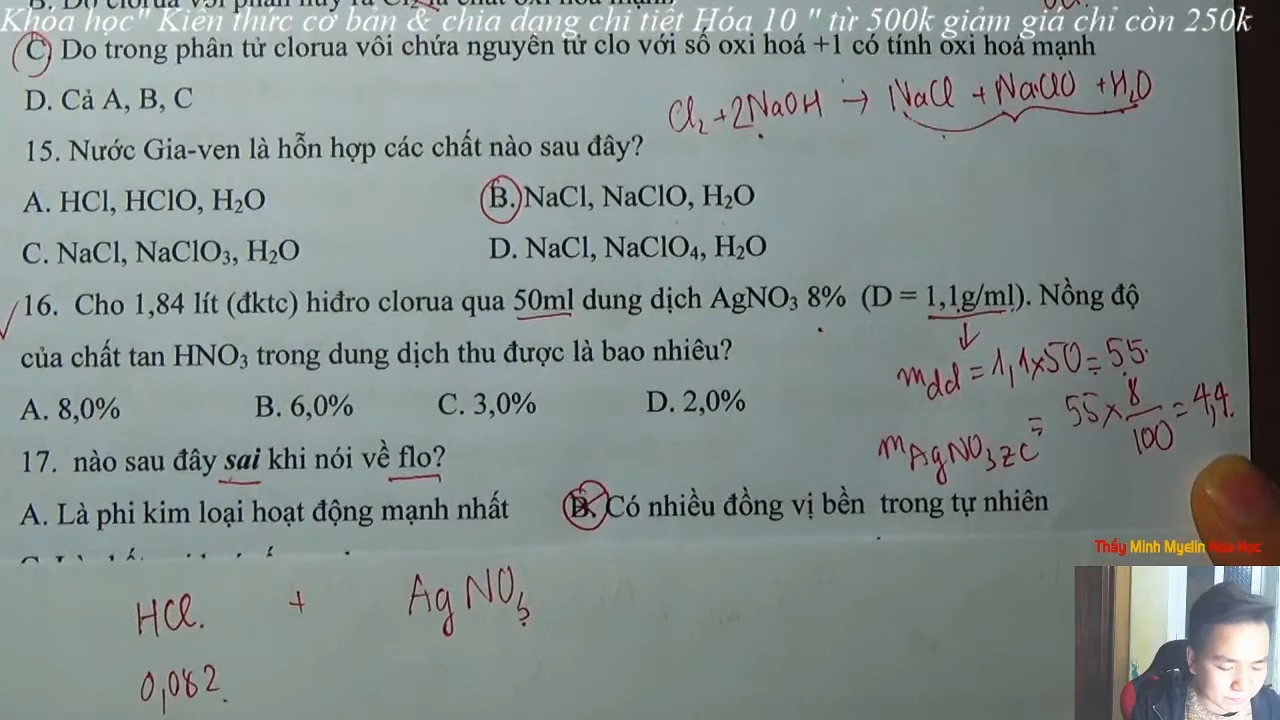 Khóa học" Kiến thức cơ bản & chia dạng chi tiết Hóa 10 " từ 500k giảm giá chỉ còn 250k
C. Do trong phân tử clorua vôi chứa nguyên tử clo với số oxi hoá +1 có tính oxi hoá mạnh
D. Cả A, B, C
Cl₂ + 2NaOH → NaCl + NaClO + H₂O
15. Nước Gia-ven là hỗn hợp các chất nào sau đây?
A. HCl, HClO, H₂O B. NaCl, NaClO, H₂O
C. NaCl, NaClO₃, H₂O D. NaCl, NaClO₄, H₂O
16. Cho 1,84 lít (đktc) hiđro clorua qua 50ml dung dịch AgNO₃ 8% (D = 1,1g/ml). Nồng độ
của chất tan HNO₃ trong dung dịch thu được là bao nhiêu?
mdd = 1,1x50 = 55.
A. 8,0% B. 6,0% C. 3,0% D. 2,0%
mAgNO₃ = 55 x 8/100 = 4,4.
17. nào sau đây sai khi nói về flo?
A. Là phi kim loại hoạt động mạnh nhất B. Có nhiều đồng vị bền trong tự nhiên
Thầy Minh Myelin Hóa Học
HCl. + AgNO₃
0,082.